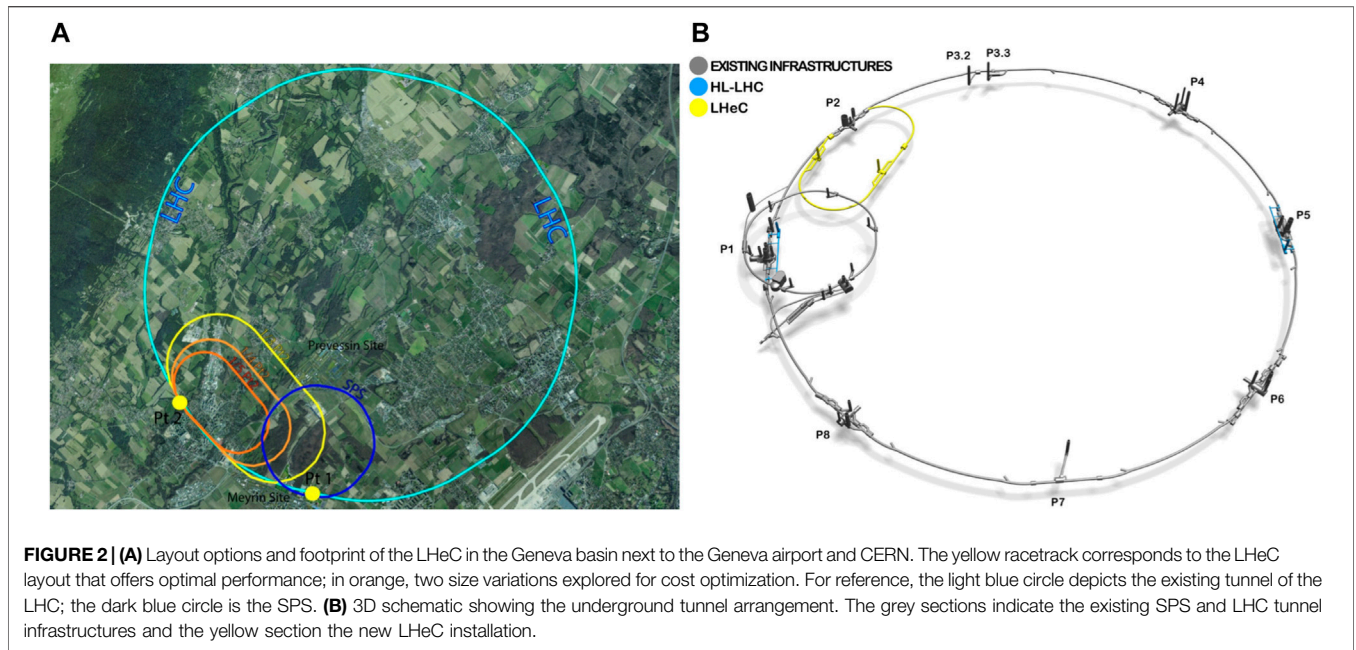 A
LHC
LHC
Prevessin Site
SPS
Pt 2
Pt 1
Meyrin Site
B
EXISTING INFRASTRUCTURES
HL-LHC
LHeC
P3.2
P3.3
P2
P4
P1
P5
P6
P8
P7
FIGURE 2 | (A) Layout options and footprint of the LHeC in the Geneva basin next to the Geneva airport and CERN. The yellow racetrack corresponds to the LHeC
layout that offers optimal performance; in orange, two size variations explored for cost optimization. For reference, the light blue circle depicts the existing tunnel of the
LHC; the dark blue circle is the SPS. (B) 3D schematic showing the underground tunnel arrangement. The grey sections indicate the existing SPS and LHC tunnel
infrastructures and the yellow section the new LHeC installation.